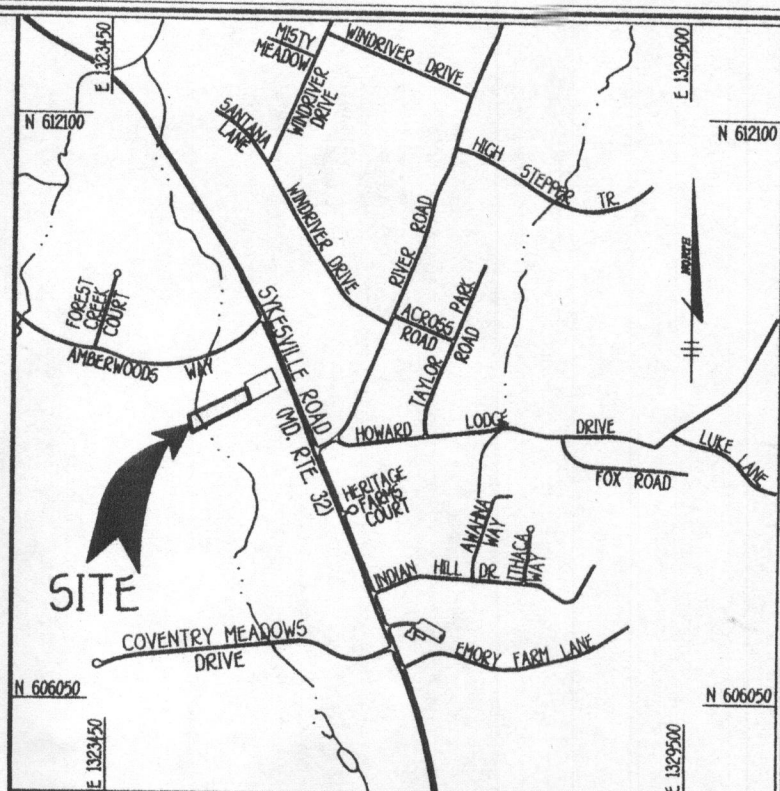 E 1323450
MISTY
MEADOW
WINDRIVER DRIVE
E 1329500
N 612100
SANTANA
LANE
WINDRIVER
DRIVE
N 612100
HIGH STEPPER TR.
WINDRIVER DRIVE
RIVER ROAD
NORTH
FOREST
CREEK
COURT
SYKESVILLE ROAD
(MD. RTE 32)
ACROSS
ROAD
TAYLOR PARK
ROAD
AMBERWOODS WAY
HOWARD LODGE DRIVE
LUKE LANE
FOX ROAD
HERITAGE
FARMS
COURT
AWAHNA
WAY
ITHACA
WAY
SITE
INDIAN HILL DR
COVENTRY MEADOWS
DRIVE
EMORY FARM LANE
N 606050
N 606050
E 1323450
E 1329500